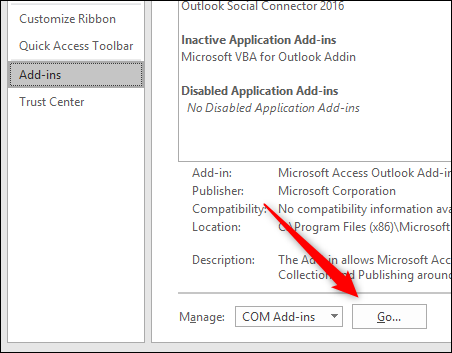 Customize Ribbon
Quick Access Toolbar
Add-ins
Trust Center
Outlook Social Connector 2016
Inactive Application Add-ins
Microsoft VBA for Outlook Addin
Disabled Application Add-ins
No Disabled Application Add-ins
Add-in: Microsoft Access Outlook Add-in
Publisher: Microsoft Corporation
Compatibility: No compatibility information ava
Location: C:\Program Files (x86)\Microsoft
Description: The Add-in allows Microsoft Acc
Collection and Publishing around
Manage: COM Add-ins Go...